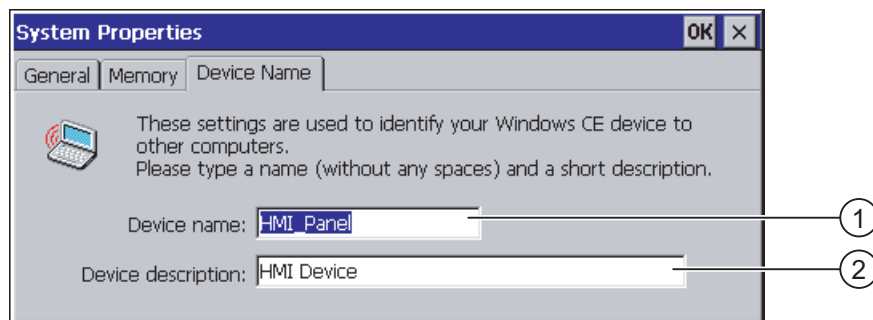 System Properties OK ×
General Memory Device Name
These settings are used to identify your Windows CE device to
other computers.
Please type a name (without any spaces) and a short description.
Device name: HMI_Panel 1
Device description: HMI Device 2